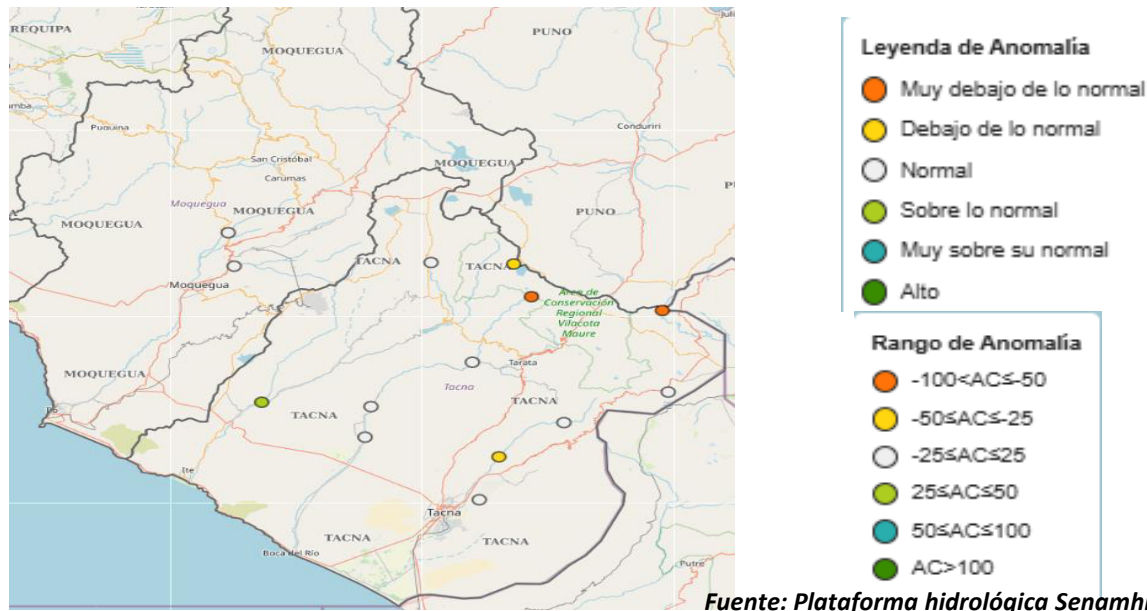 REQUIPA
MOQUEGUA
PUNO
Juli
Puquina
Conduriri
San Cristóbal
Carumas
MOQUEGUA
Moquegua
MOQUEGUA
MOQUEGUA
PUNO
TACNA
TACNA
Moquegua
Área de
Conservación
Regional
Vilacota
Maure
Tarata
MOQUEGUA
Tacna
TACNA
TACNA
Ite
Tacna
TACNA
TACNA
Boca del Río
Putre
Leyenda de Anomalía
Muy debajo de lo normal
Debajo de lo normal
Normal
Sobre lo normal
Muy sobre su normal
Alto
Rango de Anomalía
-100<AC≤-50
-50≤AC≤-25
-25≤AC≤25
25≤AC≤50
50≤AC≤100
AC>100
Fuente: Plataforma hidrológica Senamhi